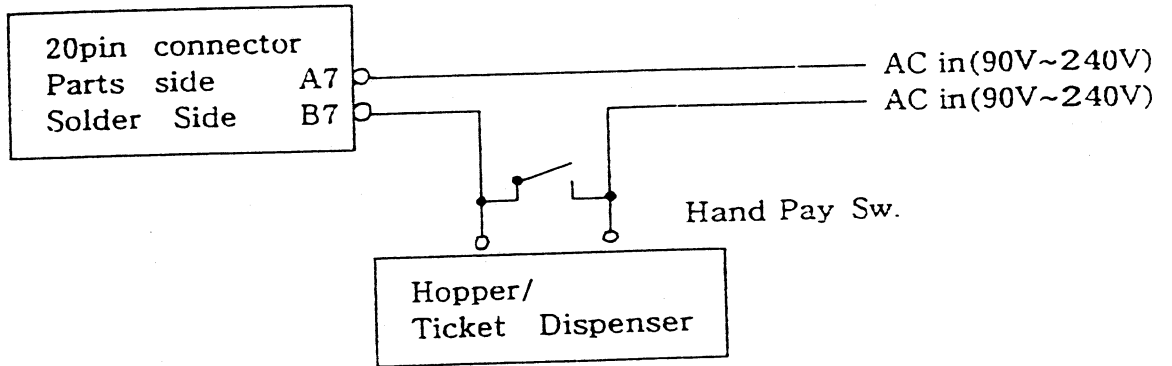 20pin connector
Parts side A7
Solder Side B7
AC in(90V~240V)
AC in(90V~240V)
Hand Pay Sw.
Hopper/
Ticket Dispenser